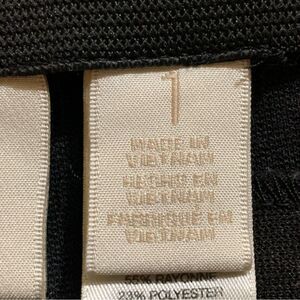 1
MADE IN
VIETNAM
HECHO EN
VIETNAM
FABRIQUE EN
VIETNAM
55% RAYONNE
23% POLYESTER